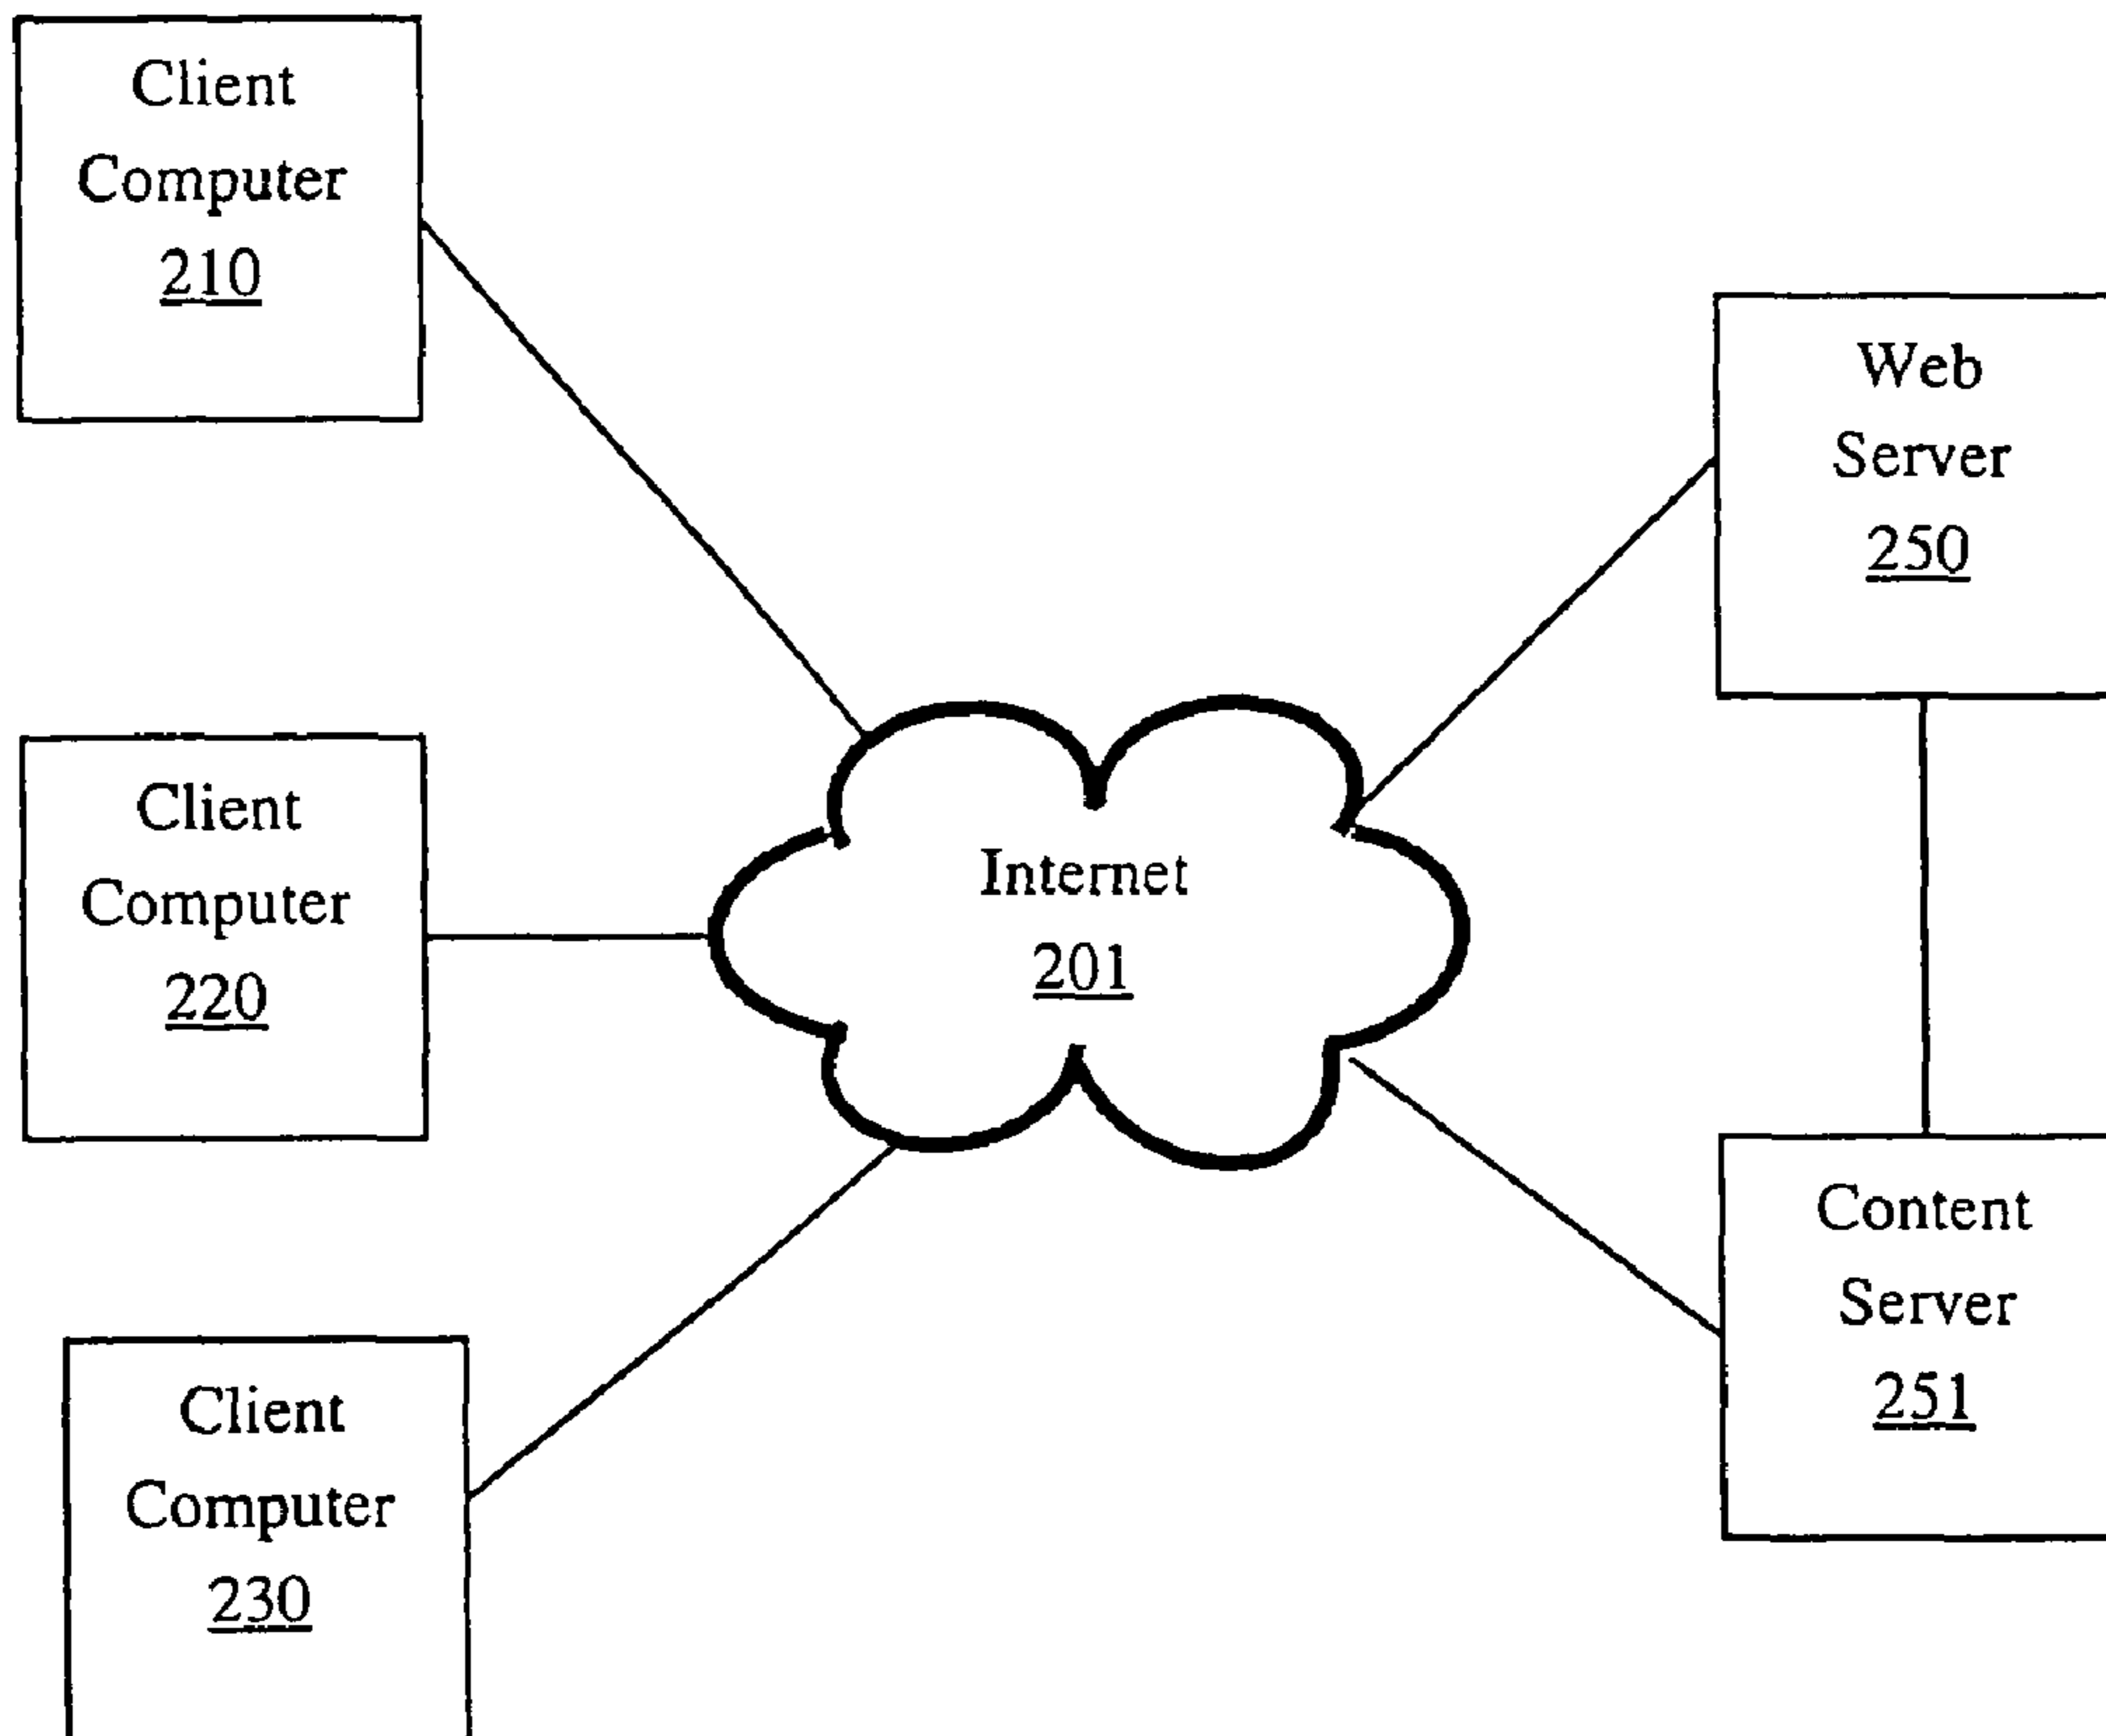 Client
Computer
210
Web
Server
250
Client
Computer
220
Internet
201
Content
Server
251
Client
Computer
230